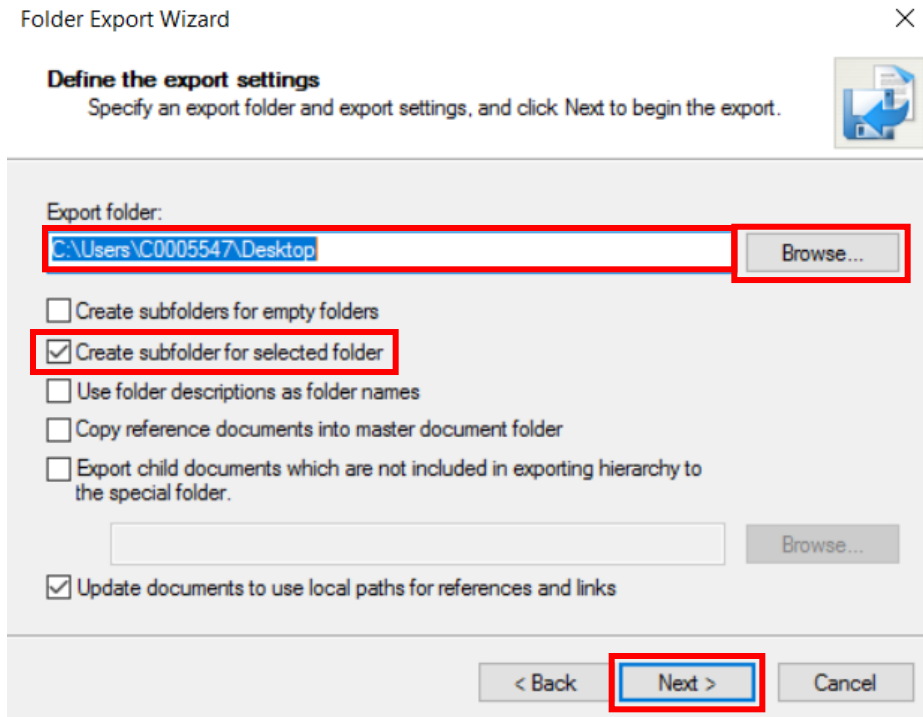 Folder Export Wizard
Define the export settings
Specify an export folder and export settings, and click Next to begin the export.
Export folder:
C:\Users\C0005547\Desktop
Browse...
Create subfolders for empty folders
Create subfolder for selected folder
Use folder descriptions as folder names
Copy reference documents into master document folder
Export child documents which are not included in exporting hierarchy to
the special folder.
Browse...
Update documents to use local paths for references and links
< Back
Next >
Cancel